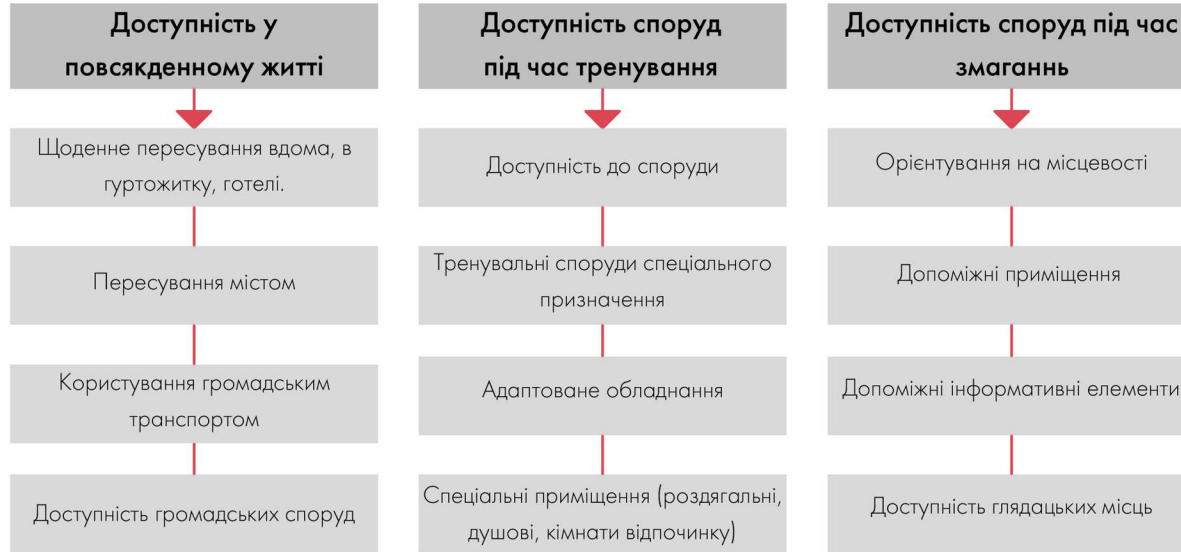 Доступність у
повсякденному житті
Щоденне пересування вдома, в
гуртожитку, готелі.
Пересування містом
Користування громадським
транспортом
Доступність громадських споруд
Доступність споруд
під час тренування
Доступність до споруди
Тренувальні споруди спеціального
призначення
Адаптоване обладнання
Спеціальні приміщення (роздягальні,
душові, кімнати відпочинку)
Доступність споруд під час
змаганнь
Орієнтування на місцевості
Допоміжні приміщення
Допоміжні інформативні елементи
Доступність глядацьких місць